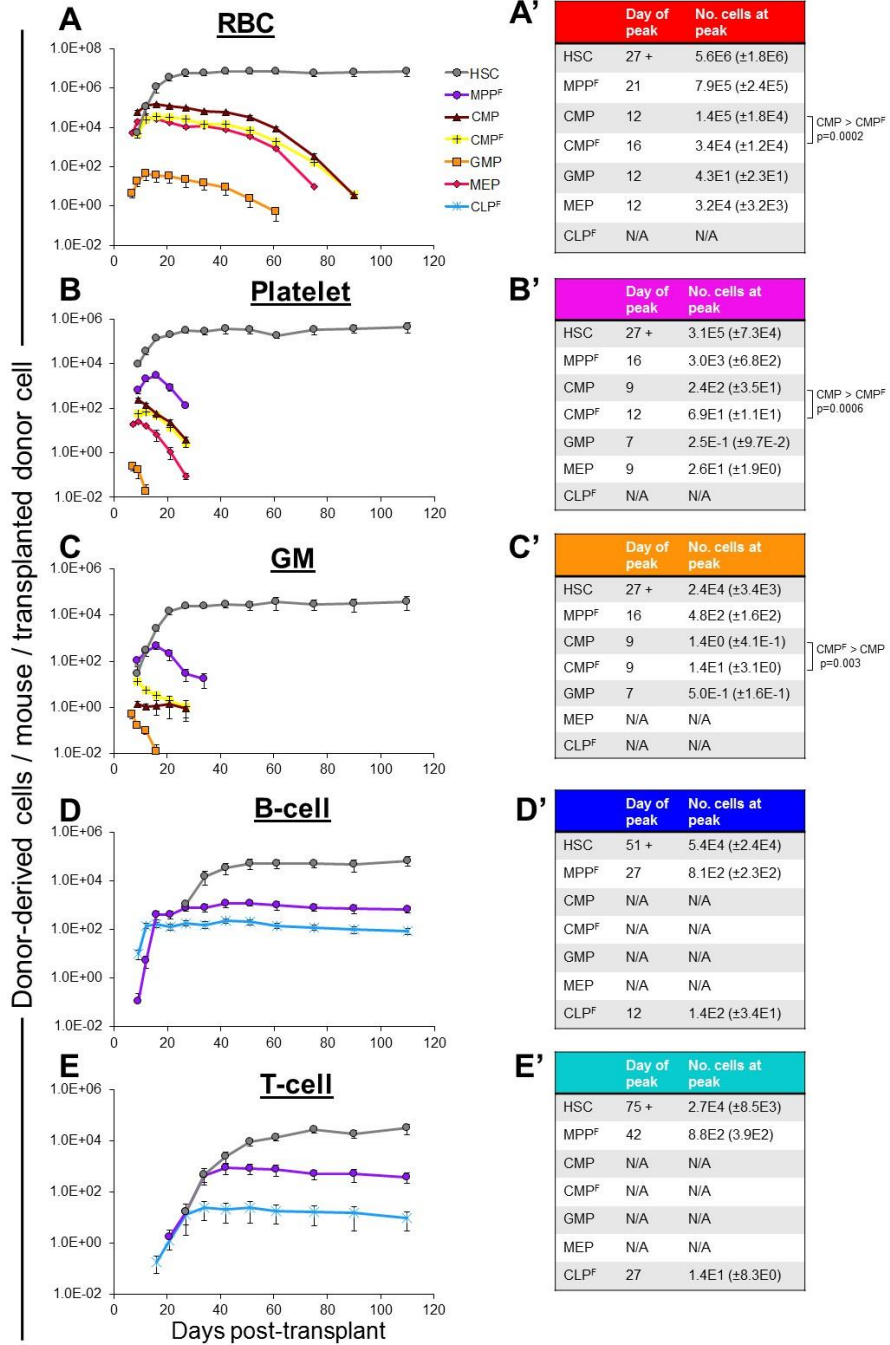 Donor-derived cells / mouse / transplanted donor cell
A
RBC
1.0E+08
1.0E+06
1.0E+04
1.0E+02
1.0E+00
1.0E-02
0 20 40 60 80 100 120
HSC
MPPF
CMP
CMPF
GMP
MEP
CLPF
A'
Day of peak No. cells at peak
HSC 27 + 5.6E6 (±1.8E6)
MPPF 21 7.9E5 (±2.4E5)
CMP 12 1.4E5 (±1.8E4)
CMPF 16 3.4E4 (±1.2E4)
GMP 12 4.3E1 (±2.3E1)
MEP 12 3.2E4 (±3.2E3)
CLPF N/A N/A
CMP > CMPF
p=0.0002
B
Platelet
1.0E+06
1.0E+04
1.0E+02
1.0E+00
1.0E-02
0 20 40 60 80 100 120
B'
Day of peak No. cells at peak
HSC 27 + 3.1E5 (±7.3E4)
MPPF 16 3.0E3 (±6.8E2)
CMP 9 2.4E2 (±3.5E1)
CMPF 12 6.9E1 (±1.1E1)
GMP 7 2.5E-1 (±9.7E-2)
MEP 9 2.6E1 (±1.9E0)
CLPF N/A N/A
CMP > CMPF
p=0.0006
C
GM
1.0E+06
1.0E+04
1.0E+02
1.0E+00
1.0E-02
0 20 40 60 80 100 120
C'
Day of peak No. cells at peak
HSC 27 + 2.4E4 (±3.4E3)
MPPF 16 4.8E2 (±1.6E2)
CMP 9 1.4E0 (±4.1E-1)
CMPF 9 1.4E1 (±3.1E0)
GMP 7 5.0E-1 (±1.6E-1)
MEP N/A N/A
CLPF N/A N/A
CMPF > CMP
p=0.003
D
B-cell
1.0E+06
1.0E+04
1.0E+02
1.0E+00
1.0E-02
0 20 40 60 80 100 120
D'
Day of peak No. cells at peak
HSC 51 + 5.4E4 (±2.4E4)
MPPF 27 8.1E2 (±2.3E2)
CMP N/A N/A
CMPF N/A N/A
GMP N/A N/A
MEP N/A N/A
CLPF 12 1.4E2 (±3.4E1)
E
T-cell
1.0E+06
1.0E+04
1.0E+02
1.0E+00
1.0E-02
0 20 40 60 80 100 120
Days post-transplant
E'
Day of peak No. cells at peak
HSC 75 + 2.7E4 (±8.5E3)
MPPF 42 8.8E2 (3.9E2)
CMP N/A N/A
CMPF N/A N/A
GMP N/A N/A
MEP N/A N/A
CLPF 27 1.4E1 (±8.3E0)